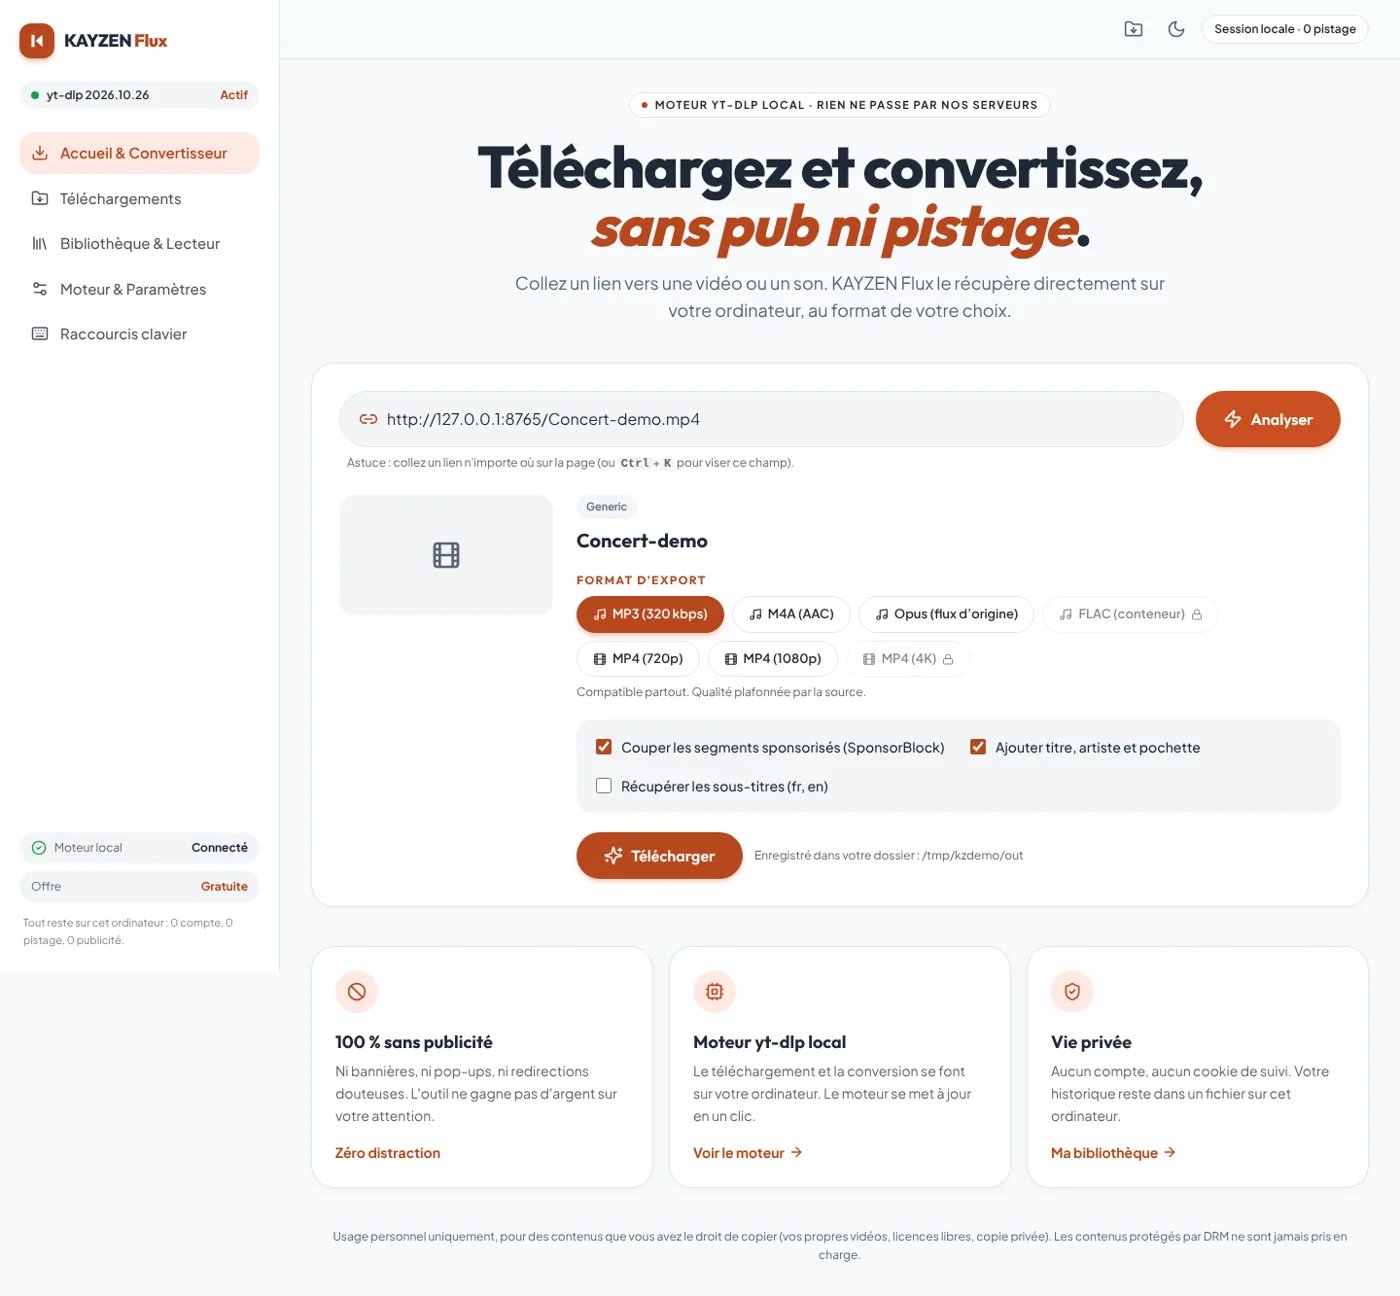 KAYZEN Flux
yt-dlp 2026.10.26 Actif
Accueil & Convertisseur
Téléchargements
Bibliothèque & Lecteur
Moteur & Paramètres
Raccourcis clavier
Moteur local Connecté
Offre Gratuite
Tout reste sur cet ordinateur : 0 compte, 0
pistage, 0 publicité.
Session locale · 0 pistage
MOTEUR YT-DLP LOCAL · RIEN NE PASSE PAR NOS SERVEURS
Téléchargez et convertissez,
sans pub ni pistage.
Collez un lien vers une vidéo ou un son. KAYZEN Flux le récupère directement sur
votre ordinateur, au format de votre choix.
http://127.0.0.1:8765/Concert-demo.mp4
Analyser
Astuce : collez un lien n'importe où sur la page (ou Ctrl + K pour viser ce champ).
Generic
Concert-demo
FORMAT D'EXPORT
MP3 (320 kbps) M4A (AAC) Opus (flux d'origine) FLAC (conteneur)
MP4 (720p) MP4 (1080p) MP4 (4K)
Compatible partout. Qualité plafonnée par la source.
Couper les segments sponsorisés (SponsorBlock) Ajouter titre, artiste et pochette
Récupérer les sous-titres (fr, en)
Télécharger Enregistré dans votre dossier : /tmp/kzdemo/out
100 % sans publicité
Ni bannières, ni pop-ups, ni redirections
douteuses. L'outil ne gagne pas d'argent sur
votre attention.
Zéro distraction
Moteur yt-dlp local
Le téléchargement et la conversion se font
sur votre ordinateur. Le moteur se met à jour
en un clic.
Voir le moteur →
Vie privée
Aucun compte, aucun cookie de suivi. Votre
historique reste dans un fichier sur cet
ordinateur.
Ma bibliothèque →
Usage personnel uniquement, pour des contenus que vous avez le droit de copier (vos propres vidéos, licences libres, copie privée). Les contenus protégés par DRM ne sont jamais pris en
charge.